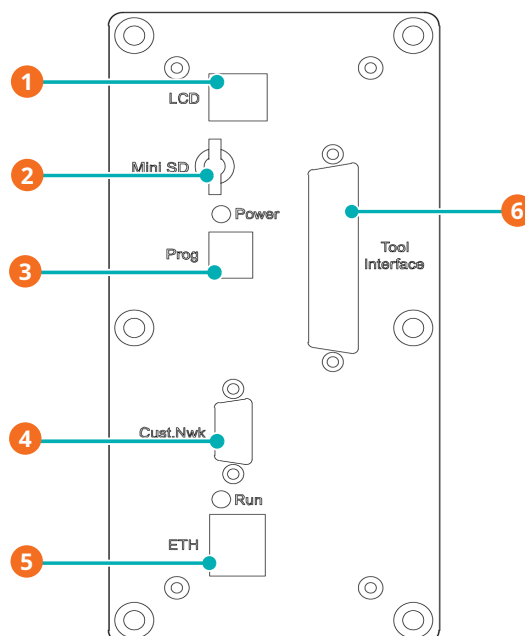 1
LCD
2
Mini SD
Power
6
Prog
Tool
Interface
3
4
Cust.Nwk
Run
ETH
5